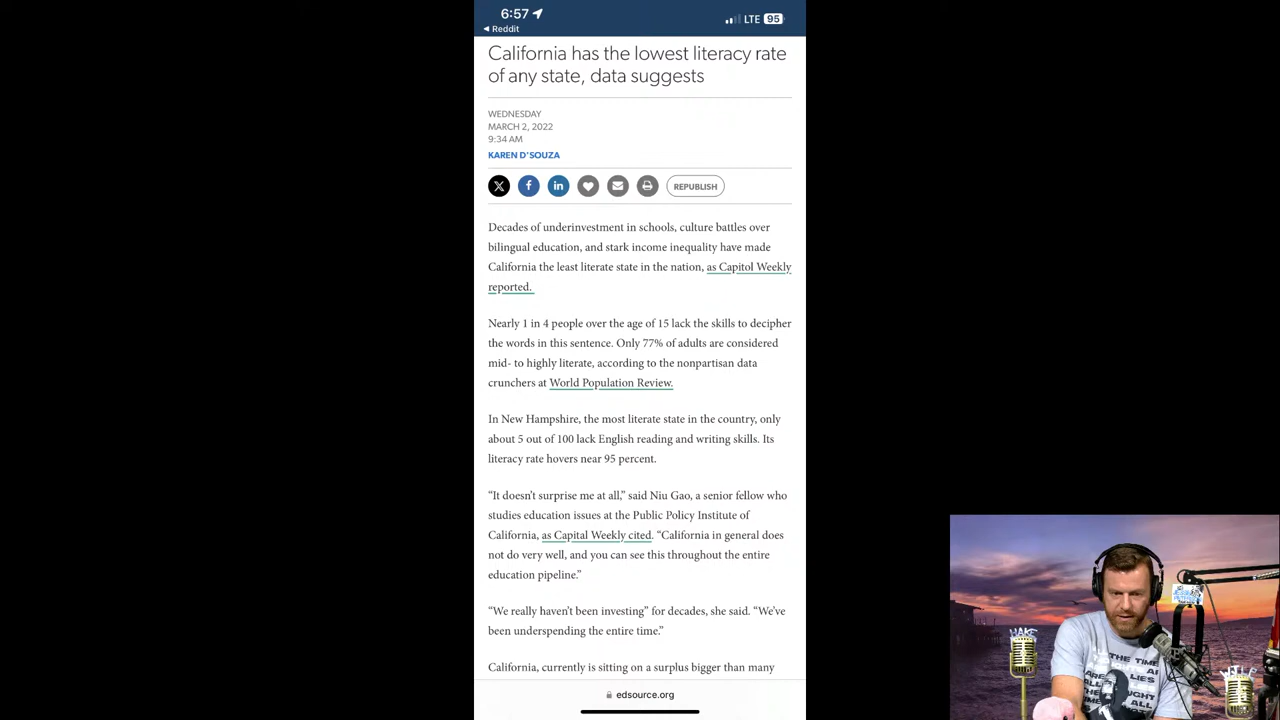 6:57
LTE 95
Reddit
California has the lowest literacy rate
of any state, data suggests
WEDNESDAY
MARCH 2, 2022
9:34 AM
KAREN D'SOUZA
REPUBLISH
Decades of underinvestment in schools, culture battles over
bilingual education, and stark income inequality have made
California the least literate state in the nation, as Capitol Weekly
reported.
Nearly 1 in 4 people over the age of 15 lack the skills to decipher
the words in this sentence. Only 77% of adults are considered
mid- to highly literate, according to the nonpartisan data
crunchers at World Population Review.
In New Hampshire, the most literate state in the country, only
about 5 out of 100 lack English reading and writing skills. Its
literacy rate hovers near 95 percent.
“It doesn’t surprise me at all,” said Niu Gao, a senior fellow who
studies education issues at the Public Policy Institute of
California, as Capital Weekly cited. “California in general does
not do very well, and you can see this throughout the entire
education pipeline.”
“We really haven’t been investing” for decades, she said. “We’ve
been underspending the entire time.”
California, currently is sitting on a surplus bigger than many
edsource.org
HAKE
THE TIME